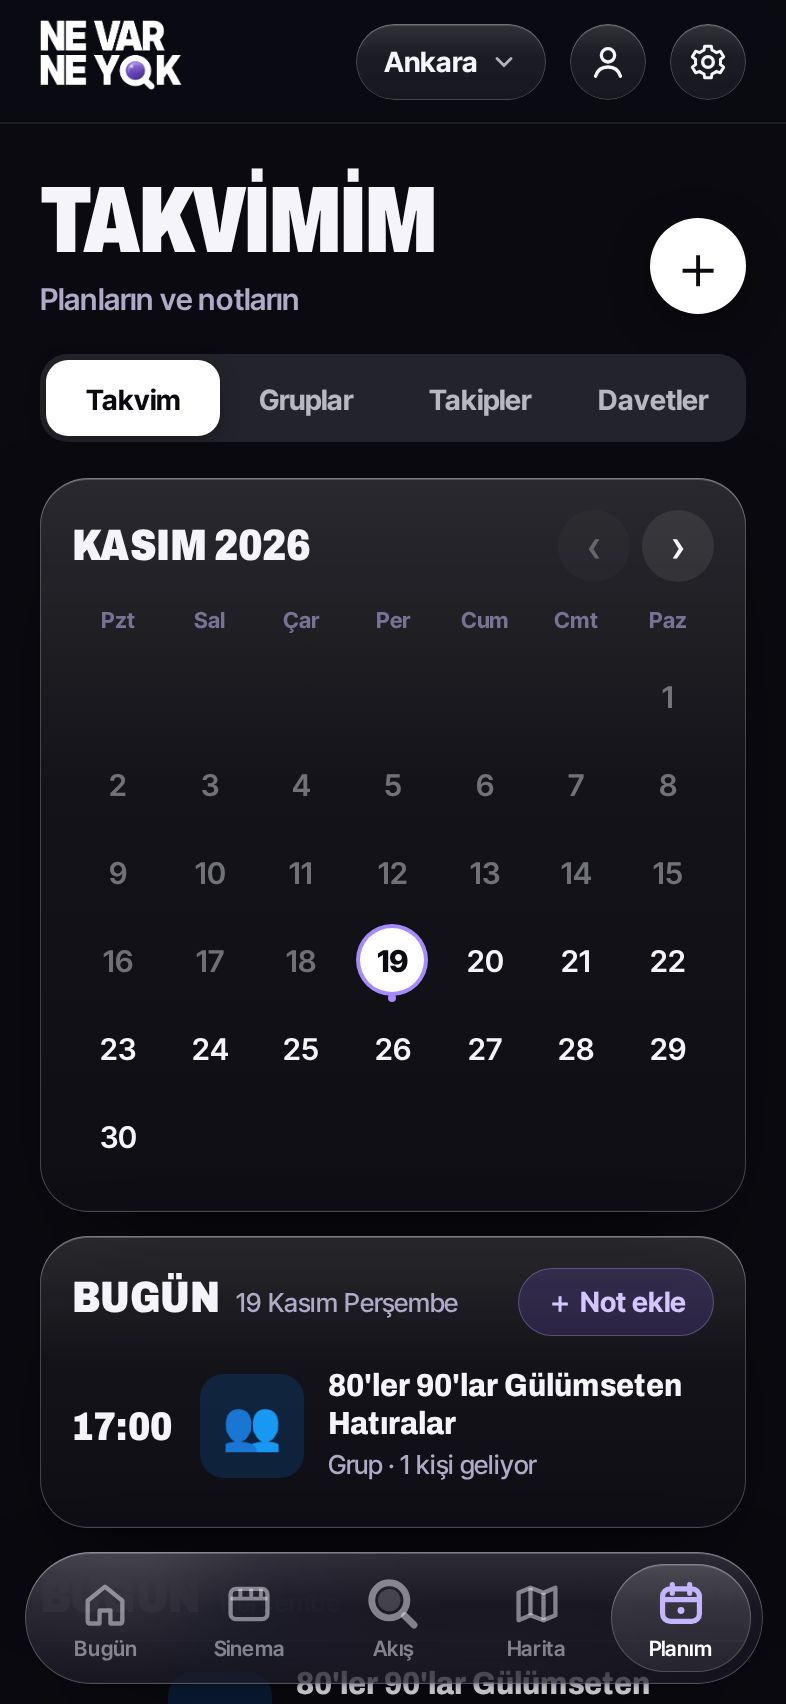 NE VAR
NE YOK
Ankara
TAKVİMİM
Planların ve notların
+
Takvim Gruplar Takipler Davetler
KASIM 2026
‹ ›
Pzt Sal Çar Per Cum Cmt Paz
1
2 3 4 5 6 7 8
9 10 11 12 13 14 15
16 17 18 19 20 21 22
23 24 25 26 27 28 29
30
BUGÜN 19 Kasım Perşembe + Not ekle
80'ler 90'lar Gülümseten
17:00 Hatıralar
Grup · 1 kişi geliyor
BUGÜN
Bugün Sinema Akış Harita Planım
80'ler 90'lar Gülümseten